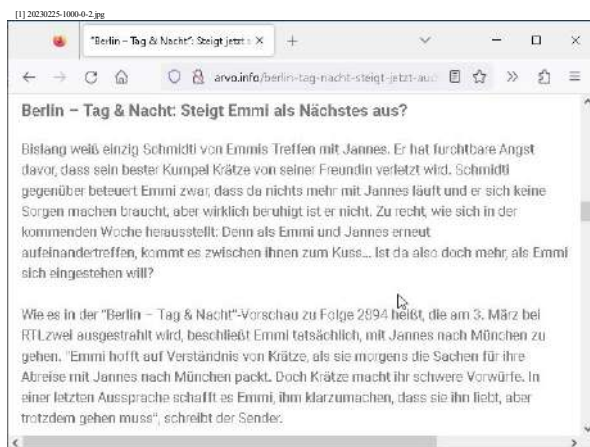 [1] 20230225-1000-0-2.jpg
"Berlin – Tag & Nacht": Steigt jetzt
arvo.info/berlin-tag-nacht-steigt-jetzt-auc
Berlin – Tag & Nacht: Steigt Emmi als Nächstes aus?
Bislang weiß einzig Schmidti von Emmis Treffen mit Jannes. Er hat furchtbare Angst
davor, dass sein bester Kumpel Krätze von seiner Freundin verletzt wird. Schmidti
gegenüber beteuert Emmi zwar, dass da nichts mehr mit Jannes läuft und er sich keine
Sorgen machen braucht, aber wirklich beruhigt ist er nicht. Zu recht, wie sich in der
kommenden Woche herausstellt: Denn als Emmi und Jannes erneut
aufeinandertreffen, kommt es zwischen ihnen zum Kuss... Ist da also doch mehr, als Emmi
sich eingestehen will?
Wie es in der "Berlin – Tag & Nacht"-Vorschau zu Folge 2894 heißt, die am 3. März bei
RTLzwei ausgestrahlt wird, beschließt Emmi tatsächlich, mit Jannes nach München zu
gehen. "Emmi hofft auf Verständnis von Krätze, als sie morgens die Sachen für ihre
Abreise mit Jannes nach München packt. Doch Krätze macht ihr schwere Vorwürfe. In
einer letzten Aussprache schafft es Emmi, ihm klarzumachen, dass sie ihn liebt, aber
trotzdem gehen muss", schreibt der Sender.